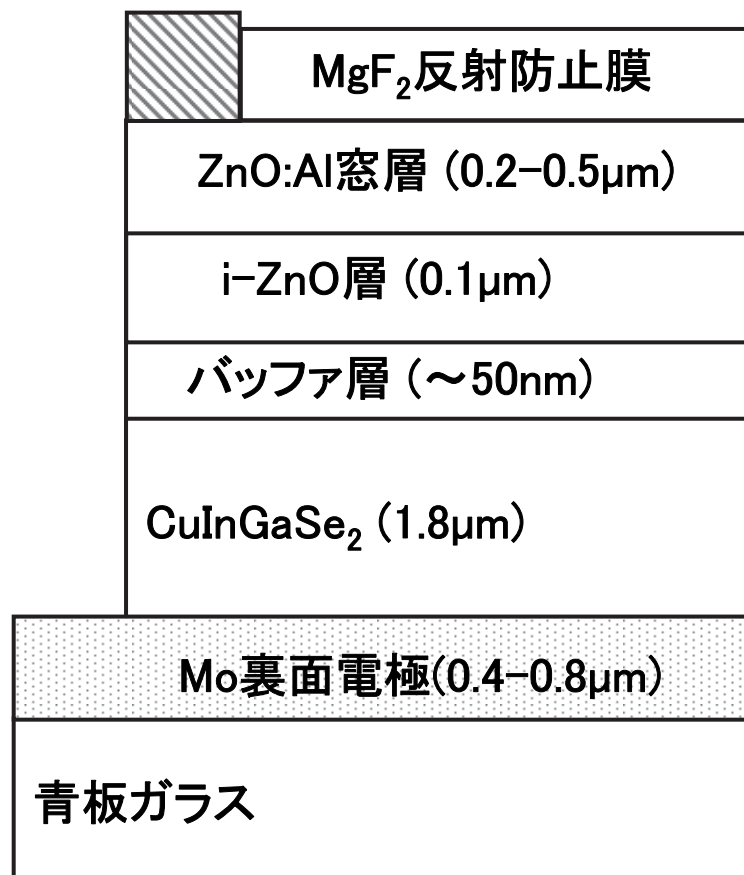 MgF₂反射防止膜
ZnO:Al窓層 (0.2-0.5μm)
i-ZnO層 (0.1μm)
バッファ層 (～50nm)
CuInGaSe₂ (1.8μm)
Mo裏面電極(0.4-0.8μm)
青板ガラス